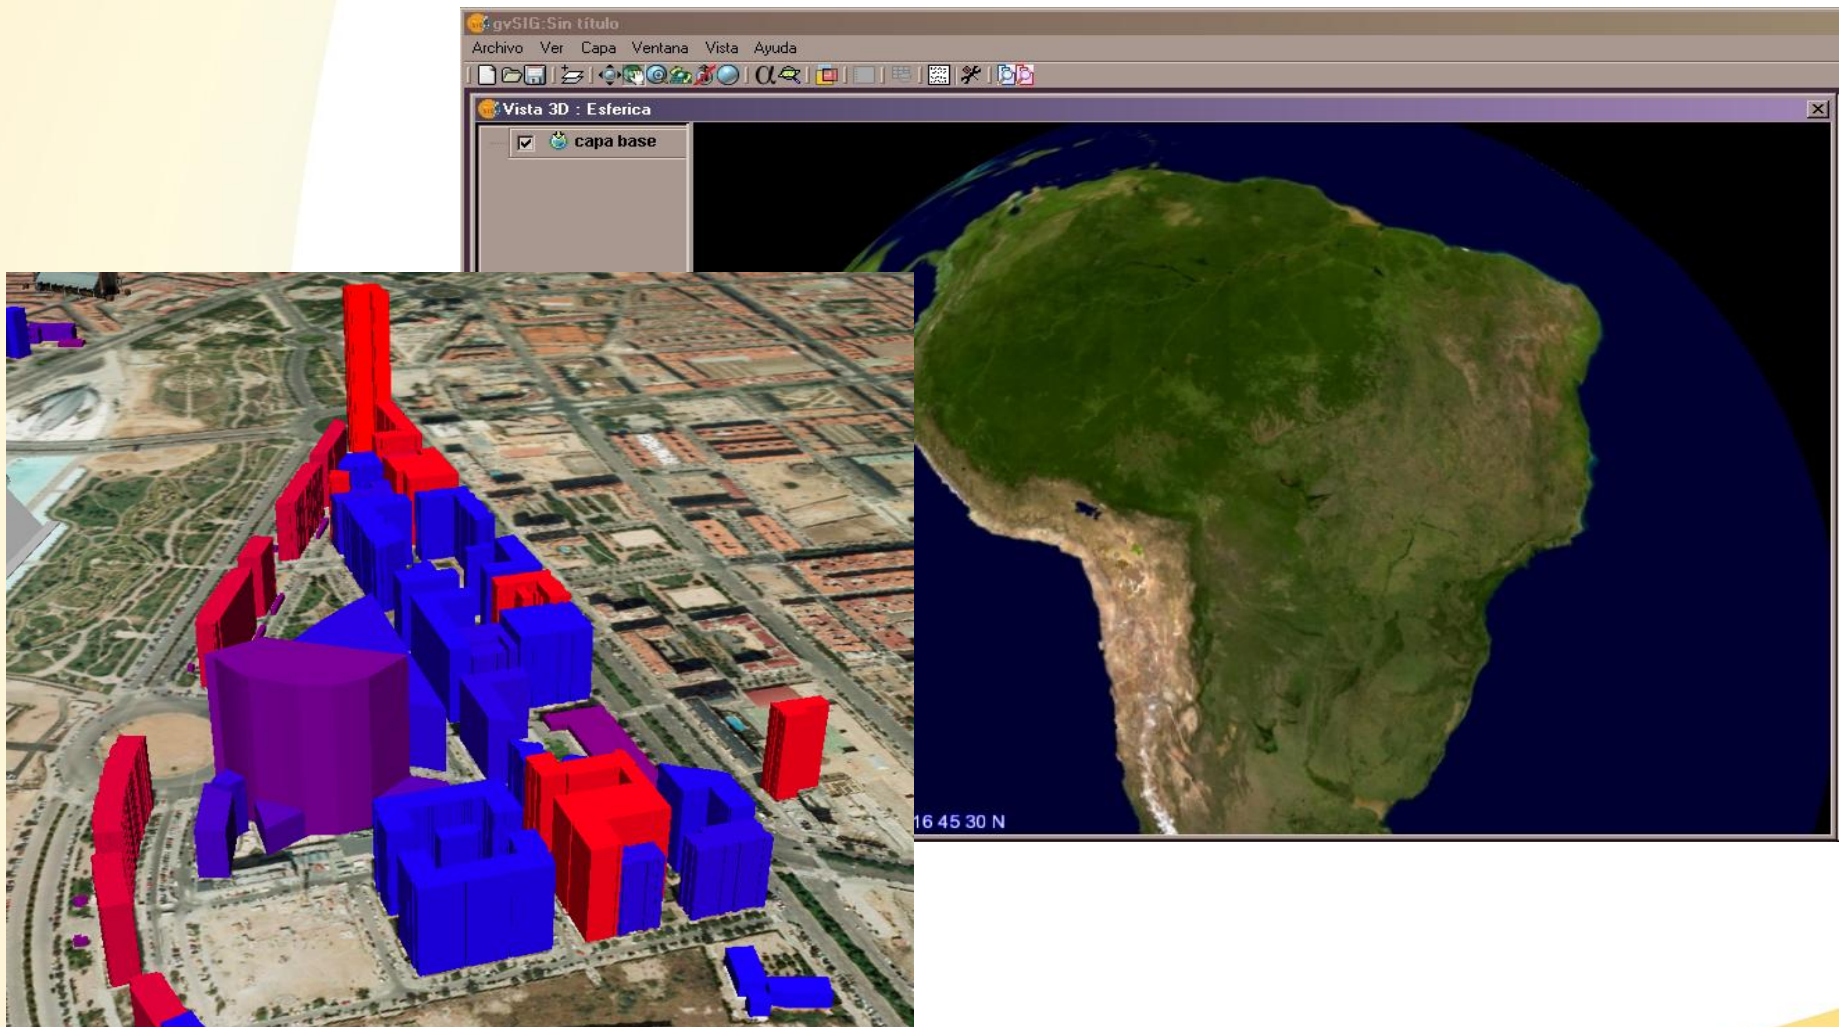 gvSIG:Sin título
Archivo Ver Capa Ventana Vista Ayuda
Vista 3D : Esferica
capa base
16 45 30 N